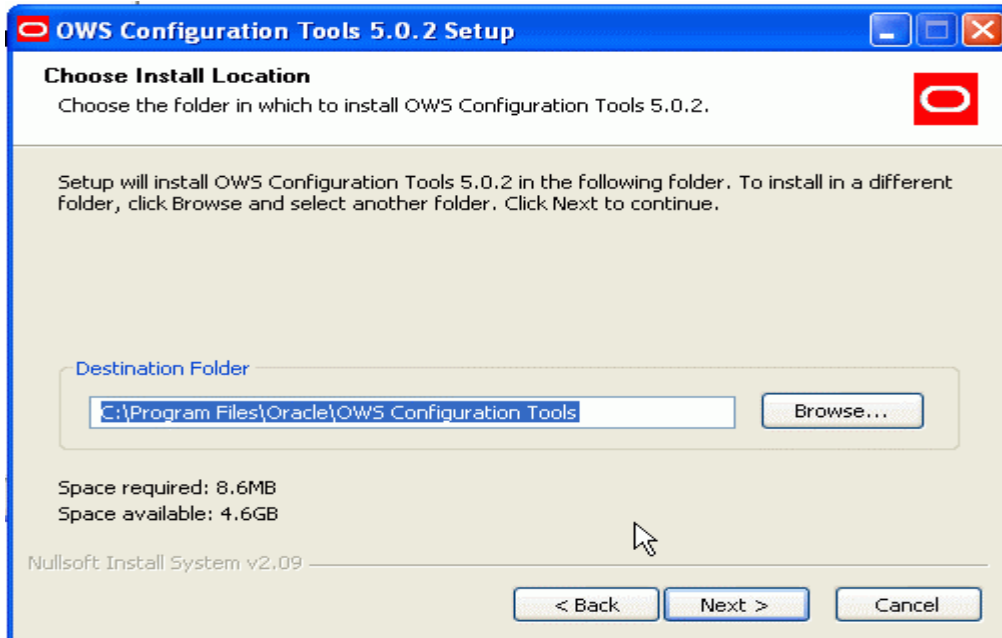 OWS Configuration Tools 5.0.2 Setup
Choose Install Location
Choose the folder in which to install OWS Configuration Tools 5.0.2.
Setup will install OWS Configuration Tools 5.0.2 in the following folder. To install in a different
folder, click Browse and select another folder. Click Next to continue.
Destination Folder
C:\Program Files\Oracle\OWS Configuration Tools
Browse...
Space required: 8.6MB
Space available: 4.6GB
Nullsoft Install System v2.09
< Back
Next >
Cancel